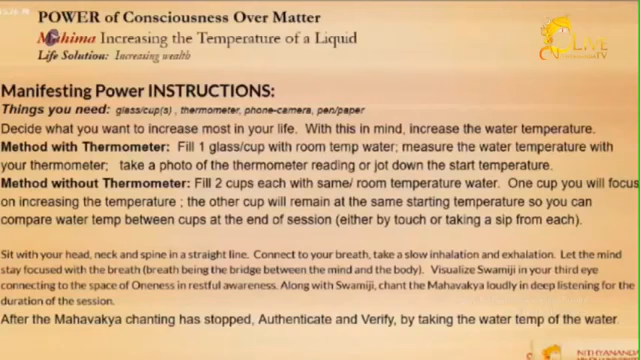 POWER of Consciousness Over Matter
Mahima Increasing the Temperature of a Liquid
Life Solution: Increasing wealth
LIVE
Manifesting Power INSTRUCTIONS:
Things you need: glass/cup(s) , thermometer, phone-camera, pen/paper
Decide what you want to increase most in your life. With this in mind, increase the water temperature.
Method with Thermometer: Fill 1 glass/cup with room temp water; measure the water temperature with
your thermometer; take a photo of the thermometer reading or jot down the start temperature.
Method without Thermometer: Fill 2 cups each with same/ room temperature water. One cup you will focus
on increasing the temperature ; the other cup will remain at the same starting temperature so you can
compare water temp between cups at the end of session (either by touch or taking a sip from each).
Sit with your head, neck and spine in a straight line. Connect to your breath, take a slow inhalation and exhalation. Let the mind
stay focused with the breath (breath being the bridge between the mind and the body). Visualize Swamiji in your third eye
connecting to the space of Oneness in restful awareness. Along with Swamiji, chant the Mahavakya loudly in deep listening for the
duration of the session.
After the Mahavakya chanting has stopped, Authenticate and Verify, by taking the water temp of the water.
NITHYANANDA